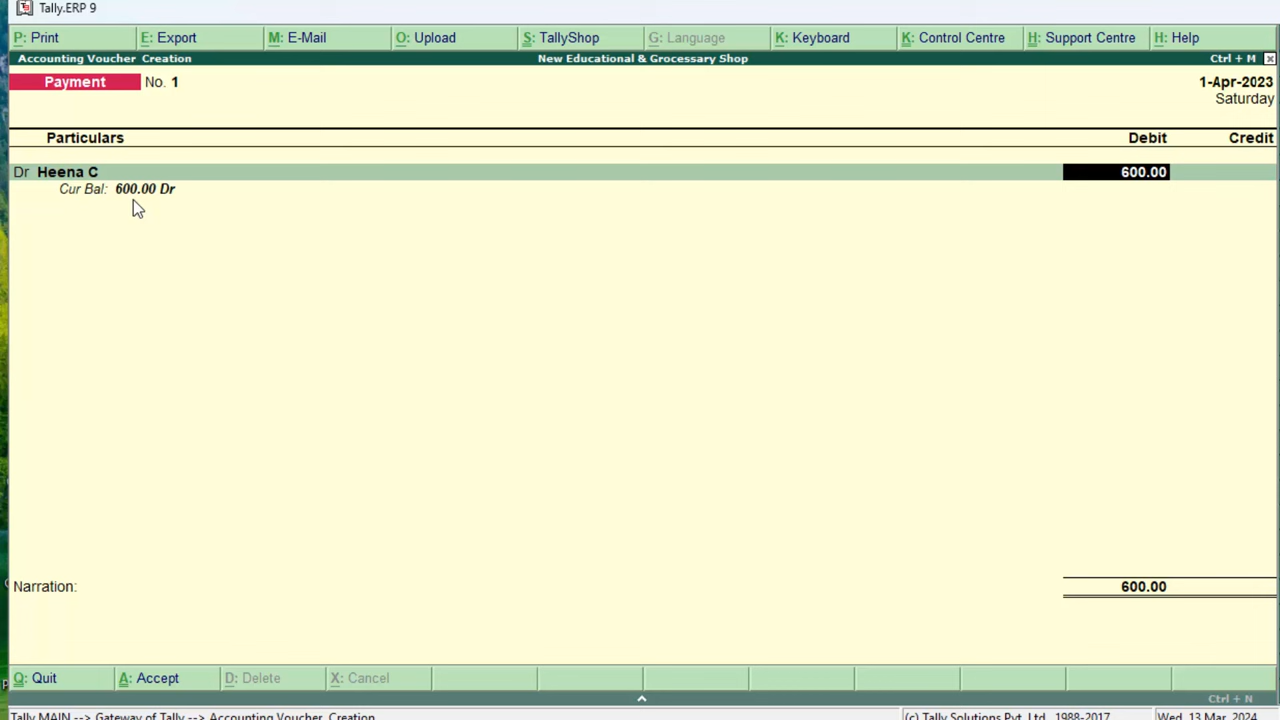 Tally.ERP 9
P: Print E: Export M: E-Mail O: Upload S: TallyShop G: Language K: Keyboard K: Control Centre H: Support Centre H: Help
Accounting Voucher Creation New Educational & Grocessary Shop Ctrl + M
Payment No. 1 1-Apr-2023
Saturday
Particulars Debit Credit
Dr Heena C 600.00
Cur Bal: 600.00 Dr
Narration: 600.00
Q: Quit A: Accept D: Delete X: Cancel
Ctrl + N
Tally MAIN --> Gateway of Tally --> Accounting Voucher Creation (c) Tally Solutions Pvt. Ltd., 1988-2017 Wed, 13 Mar, 2024